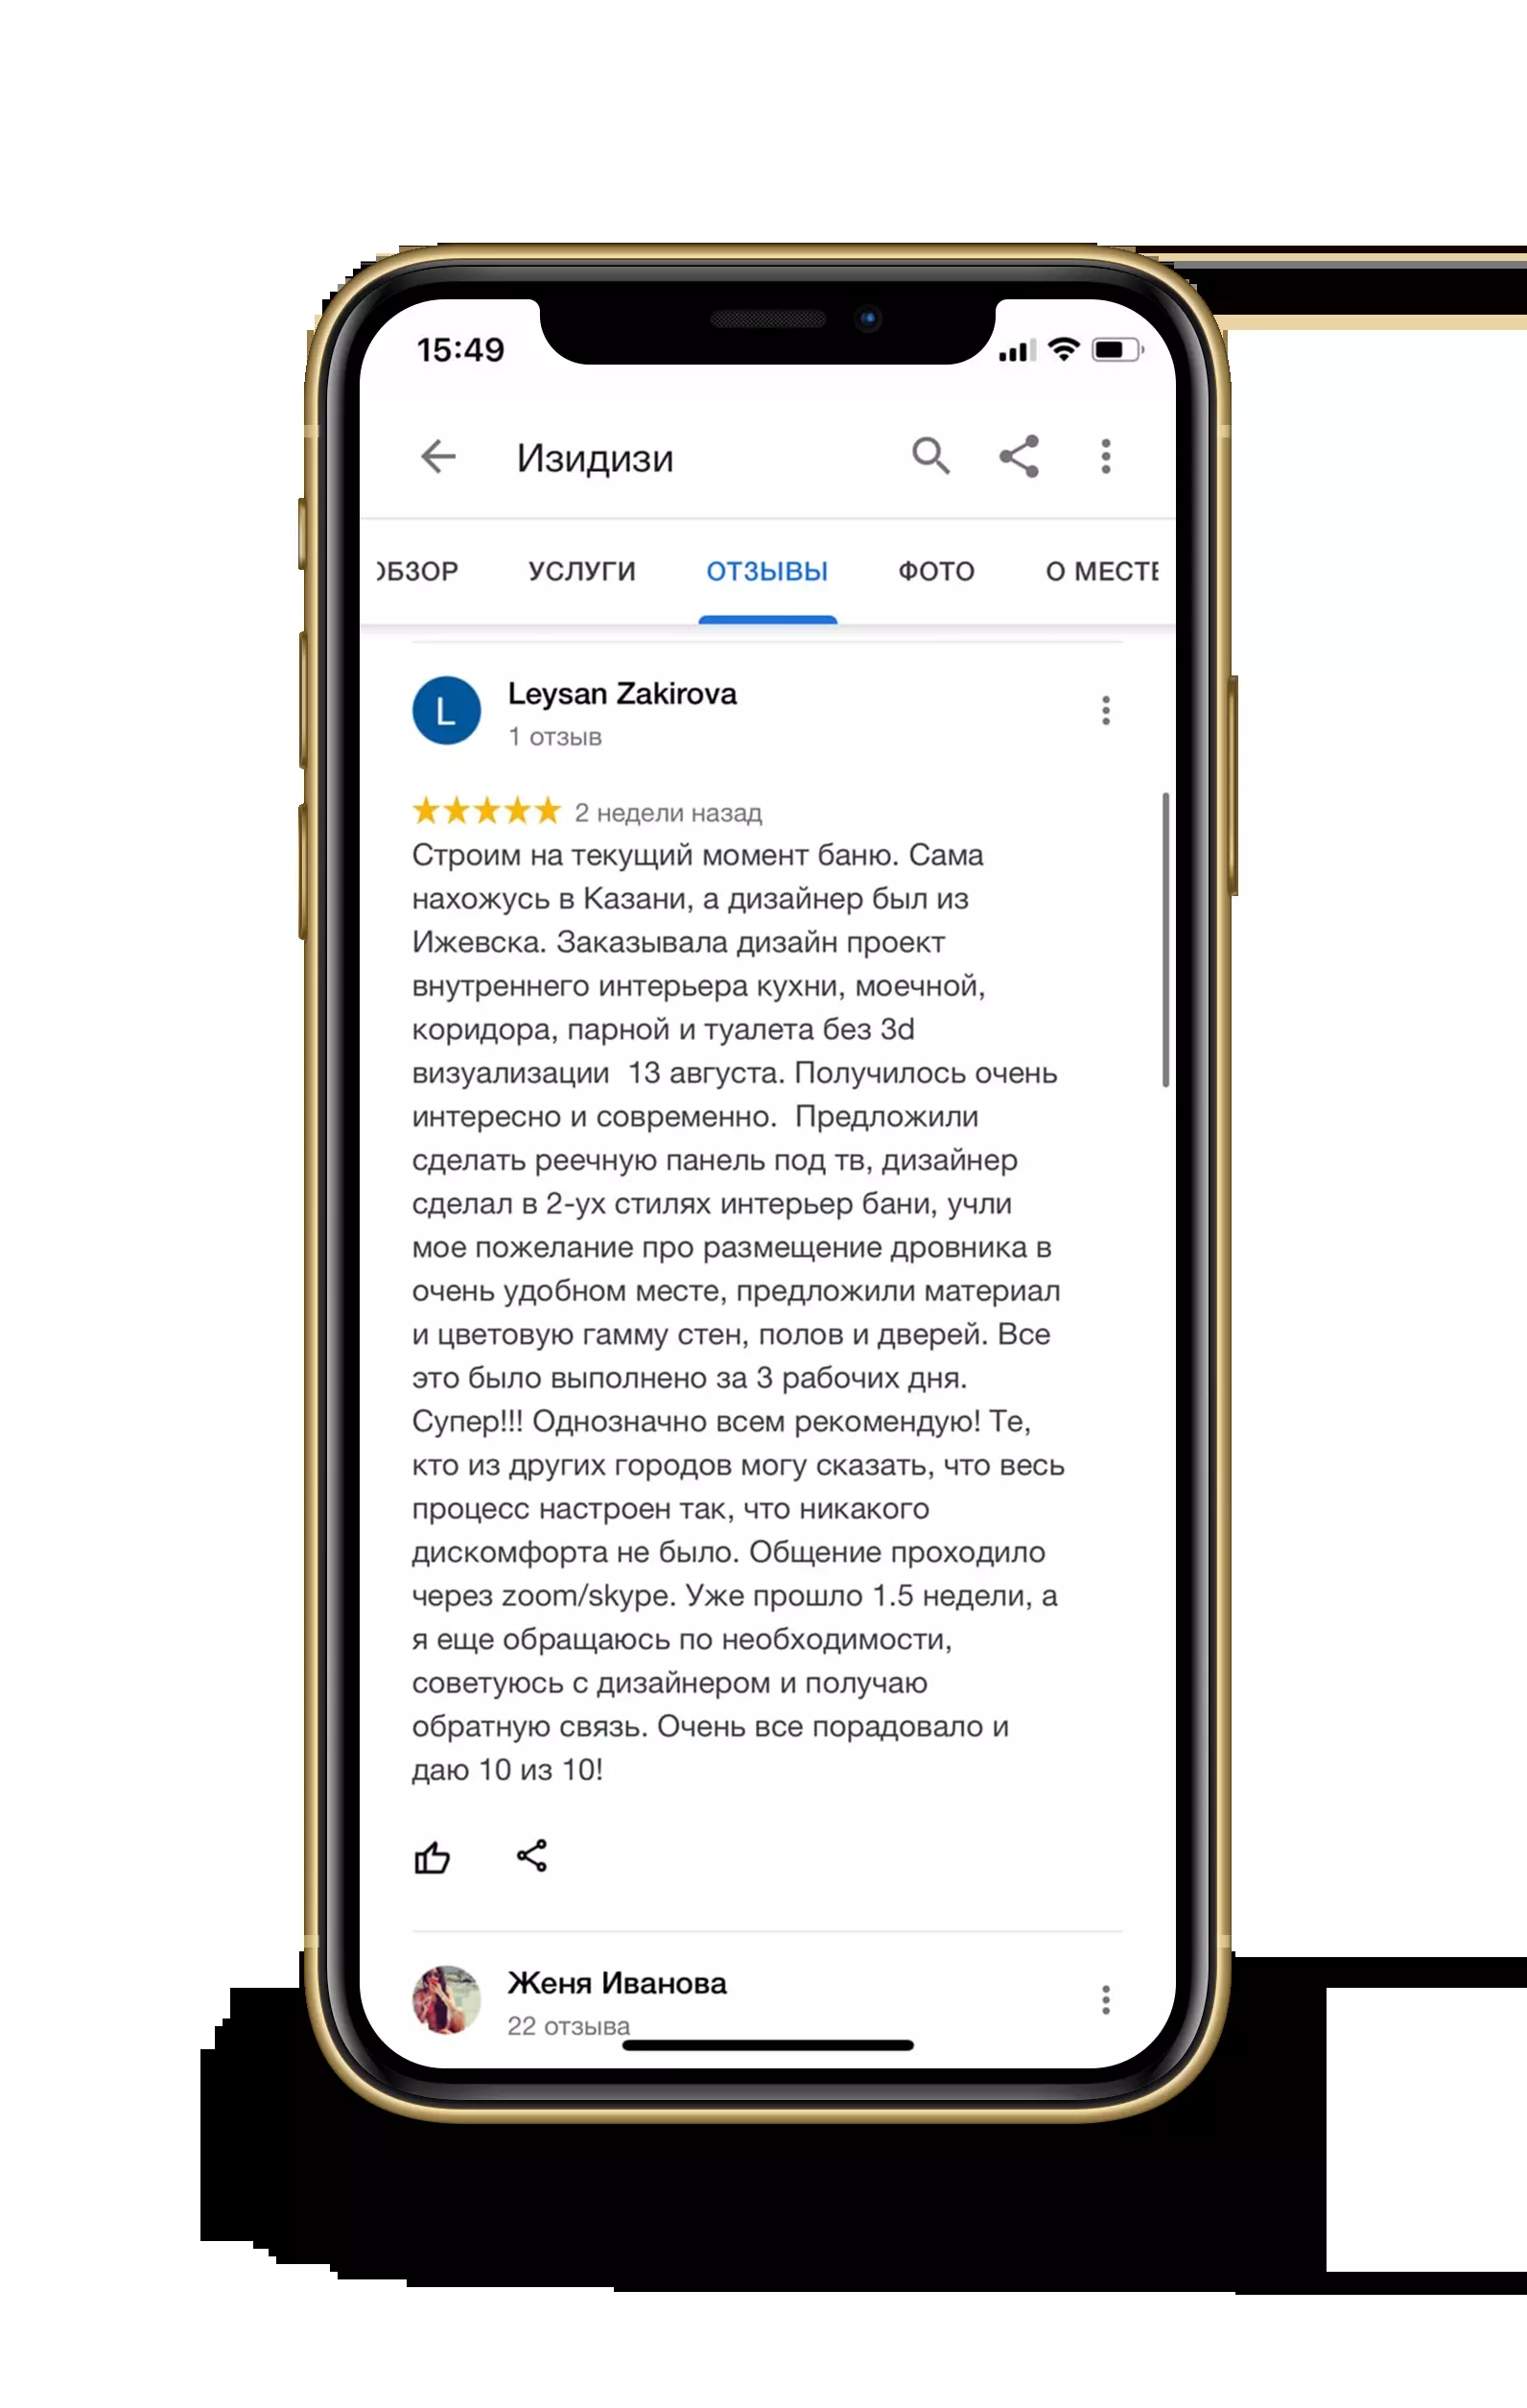 15:49
Изидизи
ОБЗОР УСЛУГИ ОТЗЫВЫ ФОТО О МЕСТЕ
L
Leysan Zakirova
1 отзыв
2 недели назад
Строим на текущий момент баню. Сама
нахожусь в Казани, а дизайнер был из
Ижевска. Заказывала дизайн проект
внутреннего интерьера кухни, моечной,
коридора, парной и туалета без 3d
визуализации 13 августа. Получилось очень
интересно и современно. Предложили
сделать реечную панель под тв, дизайнер
сделал в 2-ух стилях интерьер бани, учли
мое пожелание про размещение дровника в
очень удобном месте, предложили материал
и цветовую гамму стен, полов и дверей. Все
это было выполнено за 3 рабочих дня.
Супер!!! Однозначно всем рекомендую! Те,
кто из других городов могу сказать, что весь
процесс настроен так, что никакого
дискомфорта не было. Общение проходило
через zoom/skype. Уже прошло 1.5 недели, а
я еще обращаюсь по необходимости,
советуюсь с дизайнером и получаю
обратную связь. Очень все порадовало и
даю 10 из 10!
Женя Иванова
22 отзыва